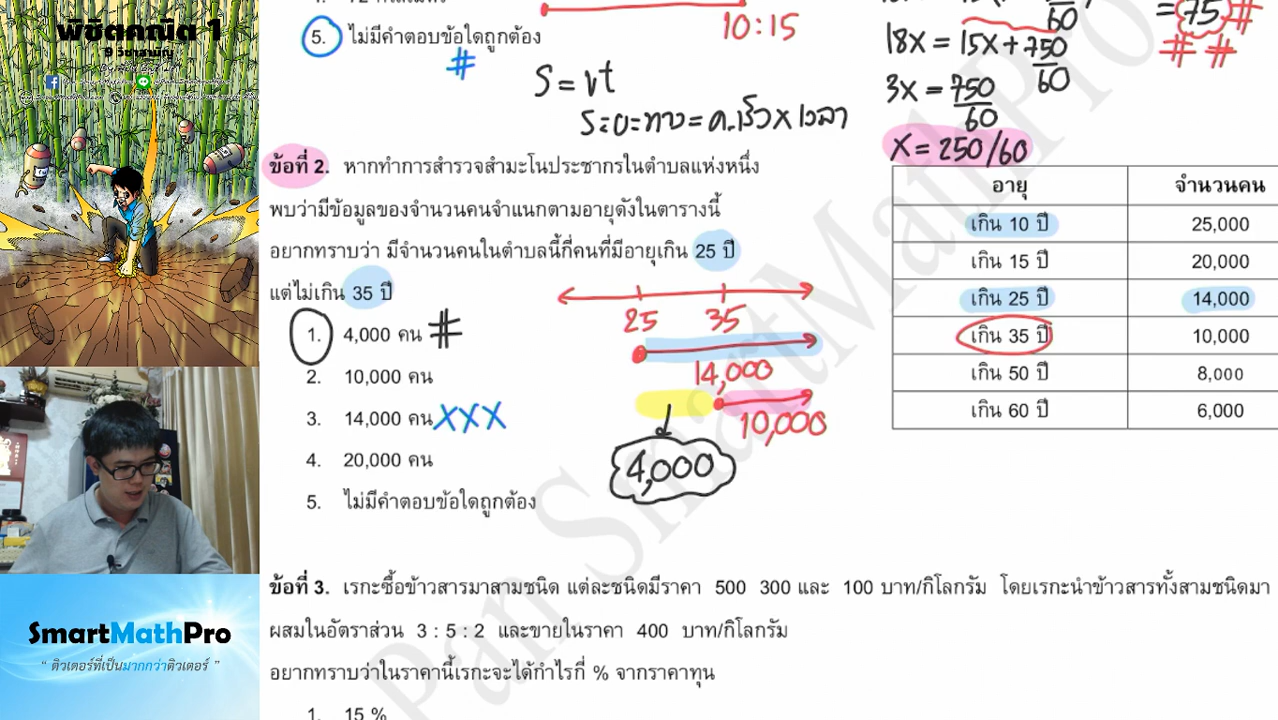 พิชิตคณิต 1
9 วิชาสามัญ
SmartMathPro
“ ติวเตอร์ที่เป็นมากกว่าติวเตอร์ ”
5. ไม่มีคำตอบข้อใดถูกต้อง
#
10:15
S = vt
S = ระยะทาง = ค.เร็ว x เวลา
60
= 75 #
# #
18x = 15x + 750/60
3x = 750/60
x = 250/60
ข้อที่ 2. หากทำการสำรวจสำมะโนประชากรในตำบลแห่งหนึ่ง
พบว่ามีข้อมูลของจำนวนคนจำแนกตามอายุดังในตารางนี้
อยากทราบว่า มีจำนวนคนในตำบลนี้กี่คนที่มีอายุเกิน 25 ปี
แต่ไม่เกิน 35 ปี
1. 4,000 คน #
2. 10,000 คน
3. 14,000 คน XXX
4. 20,000 คน
5. ไม่มีคำตอบข้อใดถูกต้อง
25 35
14,000
10,000
4,000
อายุ จำนวนคน
เกิน 10 ปี 25,000
เกิน 15 ปี 20,000
เกิน 25 ปี 14,000
เกิน 35 ปี 10,000
เกิน 50 ปี 8,000
เกิน 60 ปี 6,000
ข้อที่ 3. เรกะซื้อข้าวสารมาสามชนิด แต่ละชนิดมีราคา 500 300 และ 100 บาท/กิโลกรัม โดยเรกะนำข้าวสารทั้งสามชนิดมา
ผสมในอัตราส่วน 3 : 5 : 2 และขายในราคา 400 บาท/กิโลกรัม
อยากทราบว่าในราคานี้เรกะจะได้กำไรกี่ % จากราคาทุน
1. 15 %